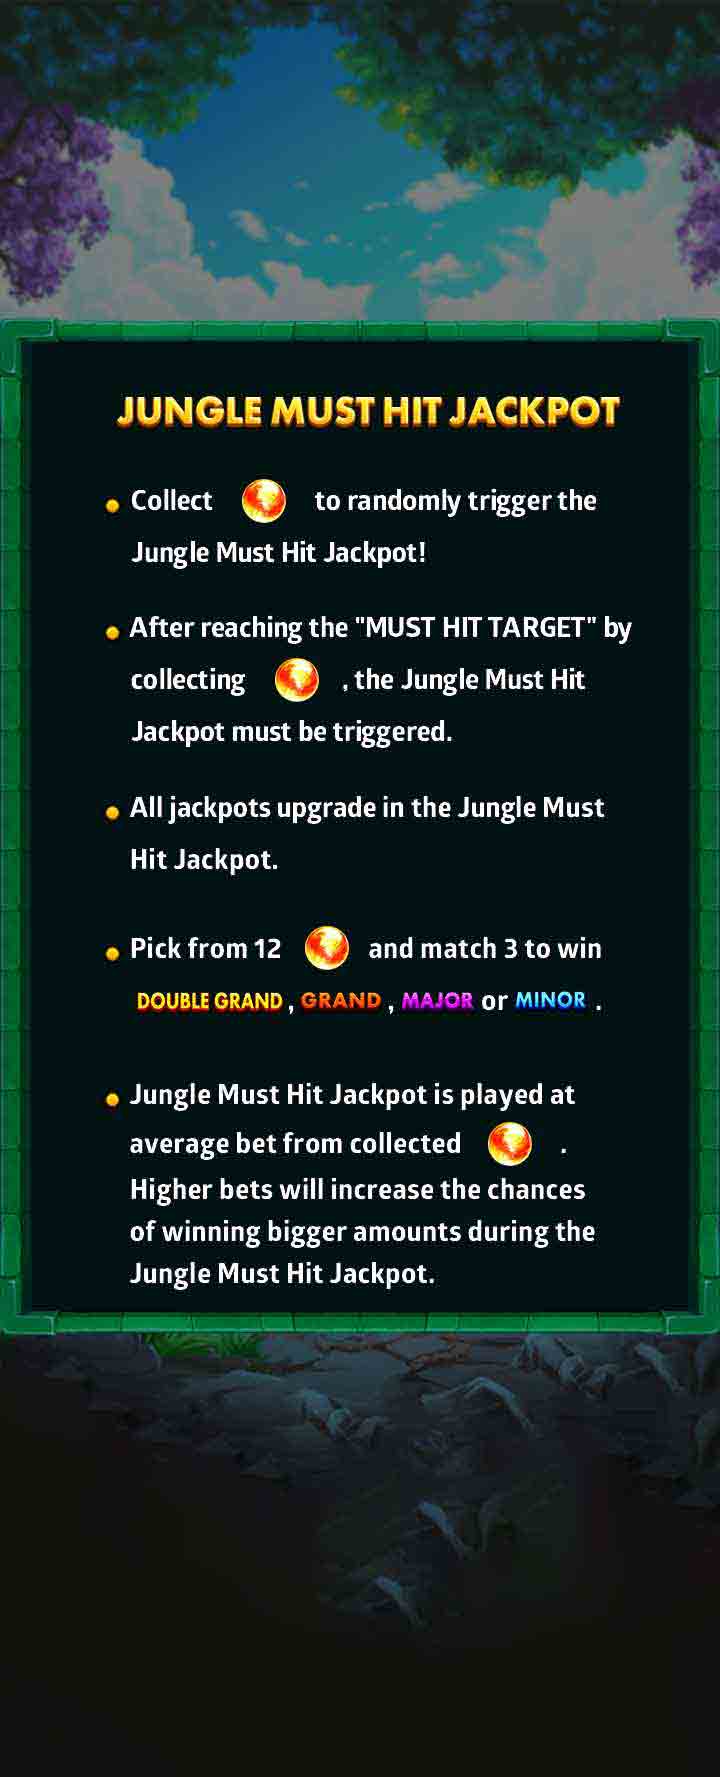 JUNGLE MUST HIT JACKPOT
Collect to randomly trigger the
Jungle Must Hit Jackpot!
After reaching the "MUST HIT TARGET" by
collecting , the Jungle Must Hit
Jackpot must be triggered.
All jackpots upgrade in the Jungle Must
Hit Jackpot.
Pick from 12 and match 3 to win
DOUBLE GRAND, GRAND, MAJOR or MINOR.
Jungle Must Hit Jackpot is played at
average bet from collected .
Higher bets will increase the chances
of winning bigger amounts during the
Jungle Must Hit Jackpot.